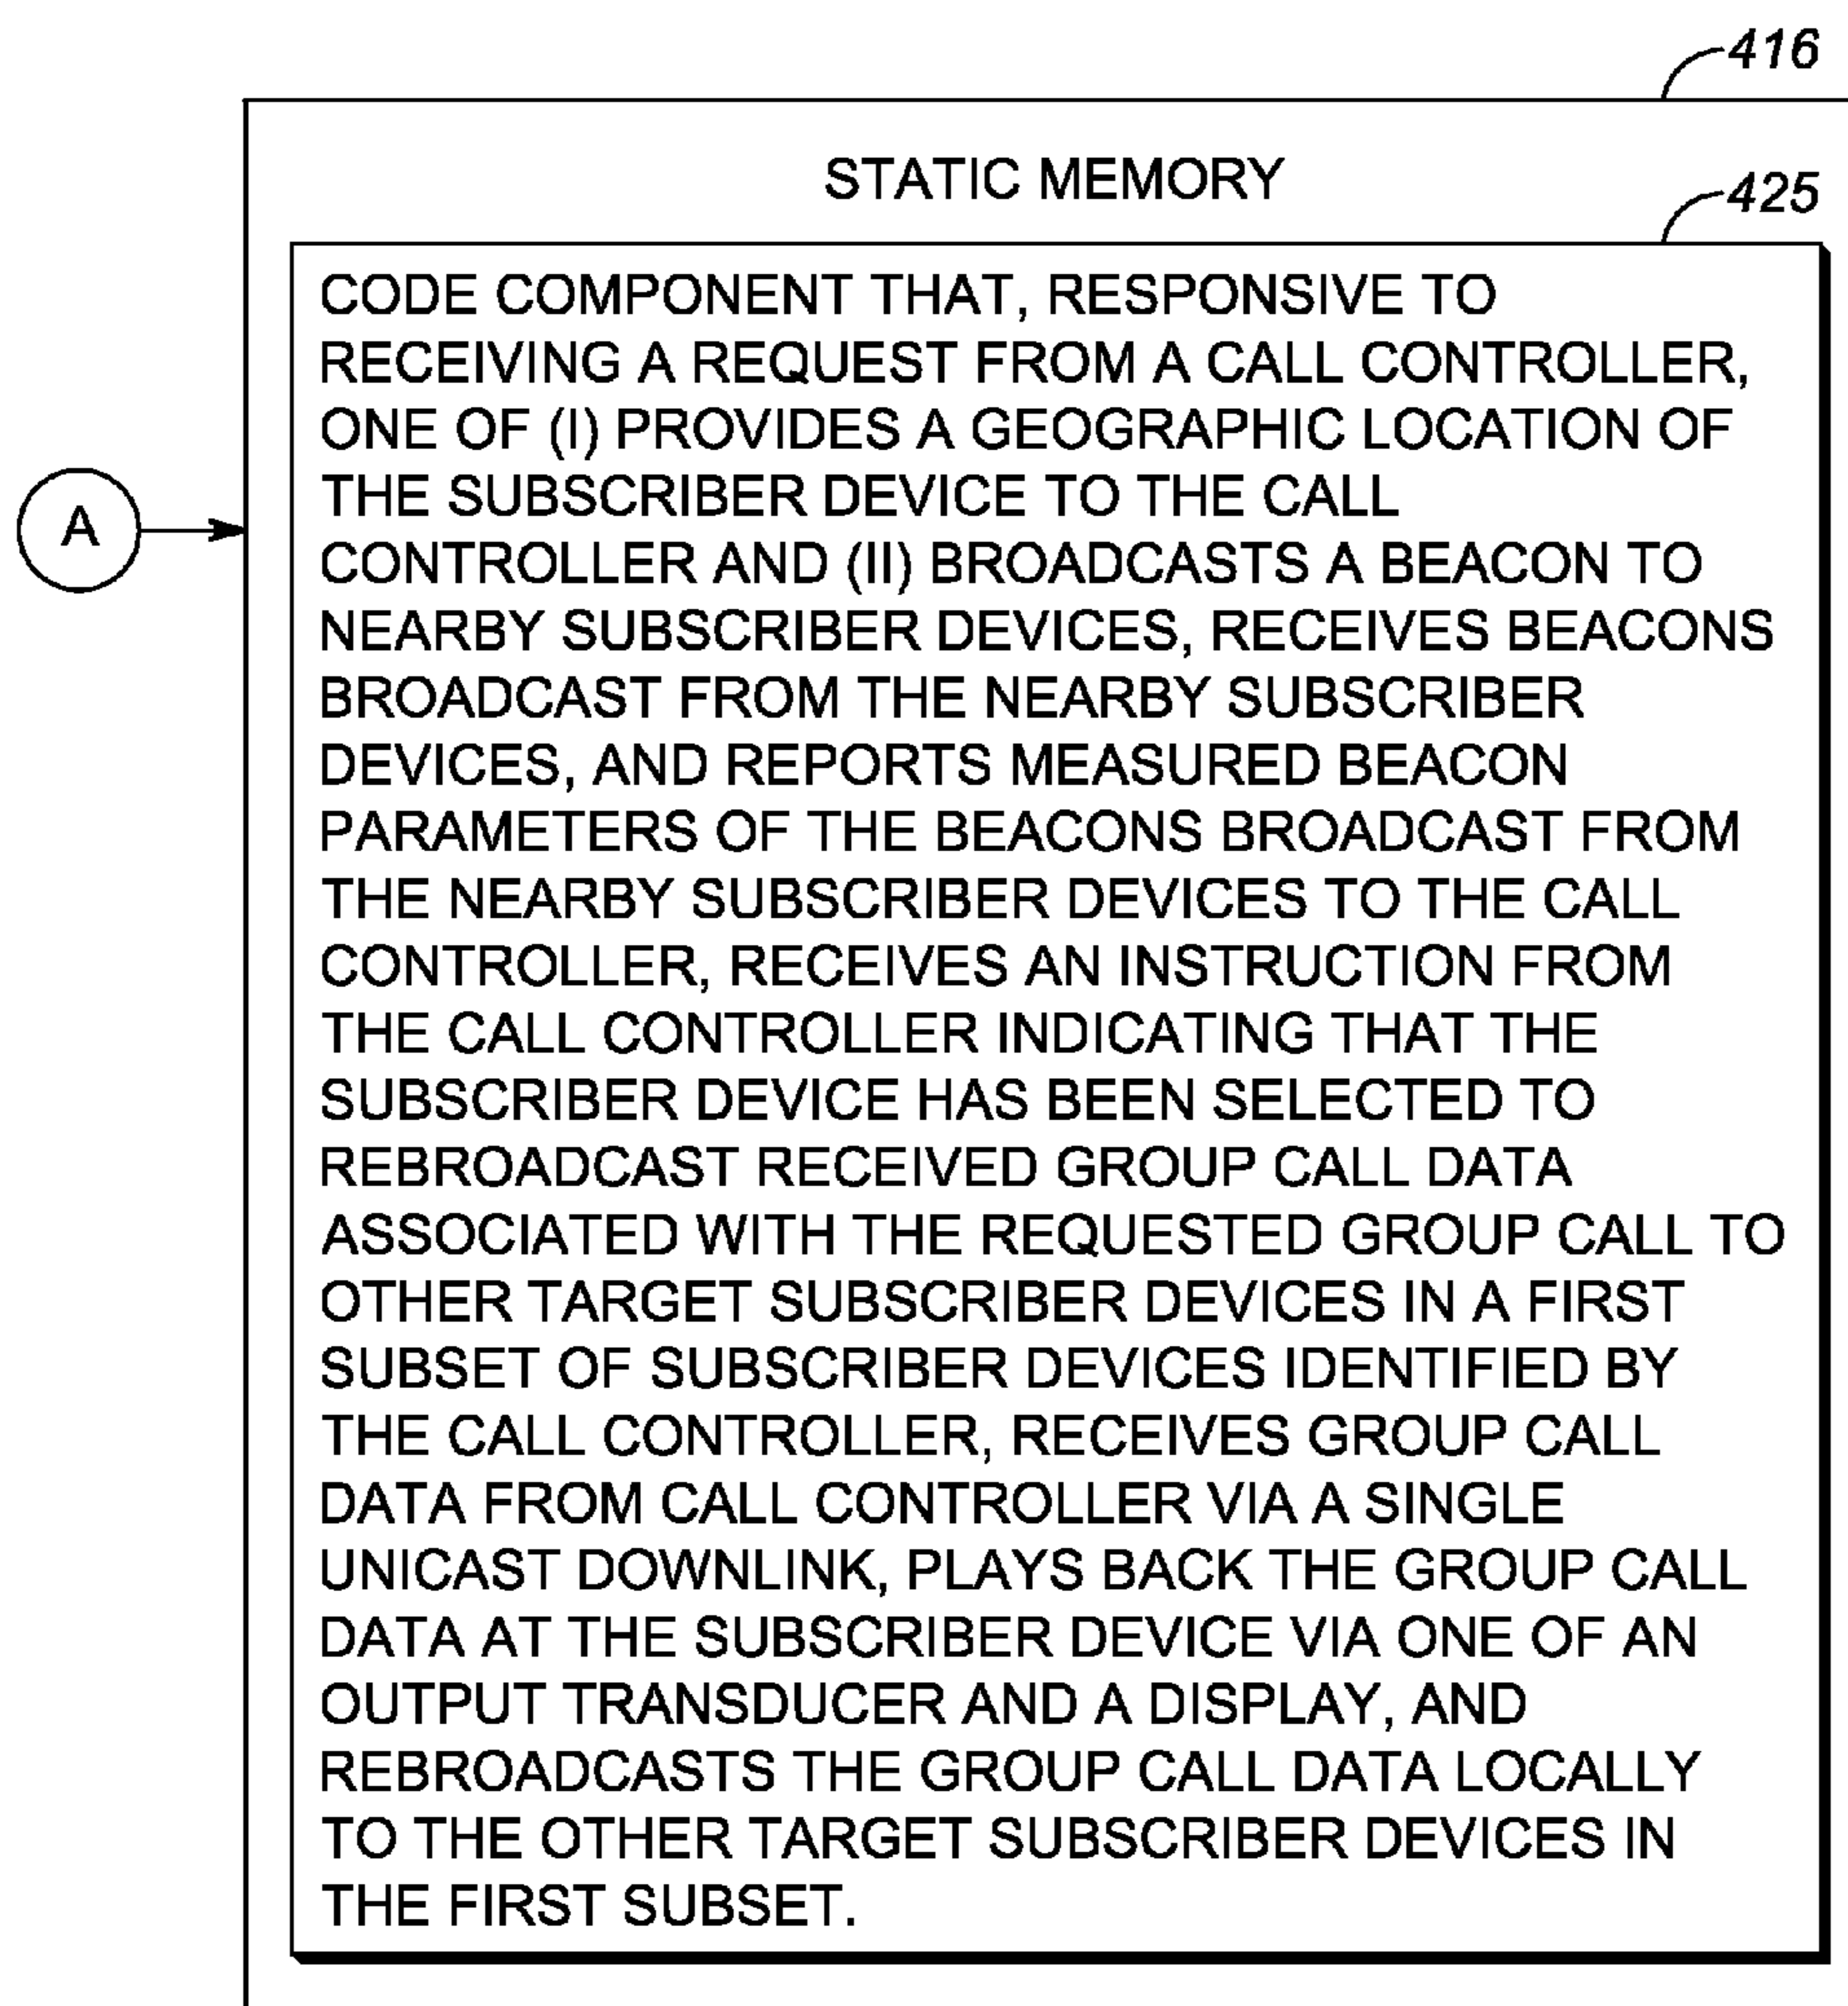 416
STATIC MEMORY
425
CODE COMPONENT THAT, RESPONSIVE TO
RECEIVING A REQUEST FROM A CALL CONTROLLER,
ONE OF (I) PROVIDES A GEOGRAPHIC LOCATION OF
THE SUBSCRIBER DEVICE TO THE CALL
CONTROLLER AND (II) BROADCASTS A BEACON TO
NEARBY SUBSCRIBER DEVICES, RECEIVES BEACONS
BROADCAST FROM THE NEARBY SUBSCRIBER
DEVICES, AND REPORTS MEASURED BEACON
PARAMETERS OF THE BEACONS BROADCAST FROM
THE NEARBY SUBSCRIBER DEVICES TO THE CALL
CONTROLLER, RECEIVES AN INSTRUCTION FROM
THE CALL CONTROLLER INDICATING THAT THE
SUBSCRIBER DEVICE HAS BEEN SELECTED TO
REBROADCAST RECEIVED GROUP CALL DATA
ASSOCIATED WITH THE REQUESTED GROUP CALL TO
OTHER TARGET SUBSCRIBER DEVICES IN A FIRST
SUBSET OF SUBSCRIBER DEVICES IDENTIFIED BY
THE CALL CONTROLLER, RECEIVES GROUP CALL
DATA FROM CALL CONTROLLER VIA A SINGLE
UNICAST DOWNLINK, PLAYS BACK THE GROUP CALL
DATA AT THE SUBSCRIBER DEVICE VIA ONE OF AN
OUTPUT TRANSDUCER AND A DISPLAY, AND
REBROADCASTS THE GROUP CALL DATA LOCALLY
TO THE OTHER TARGET SUBSCRIBER DEVICES IN
THE FIRST SUBSET.
A